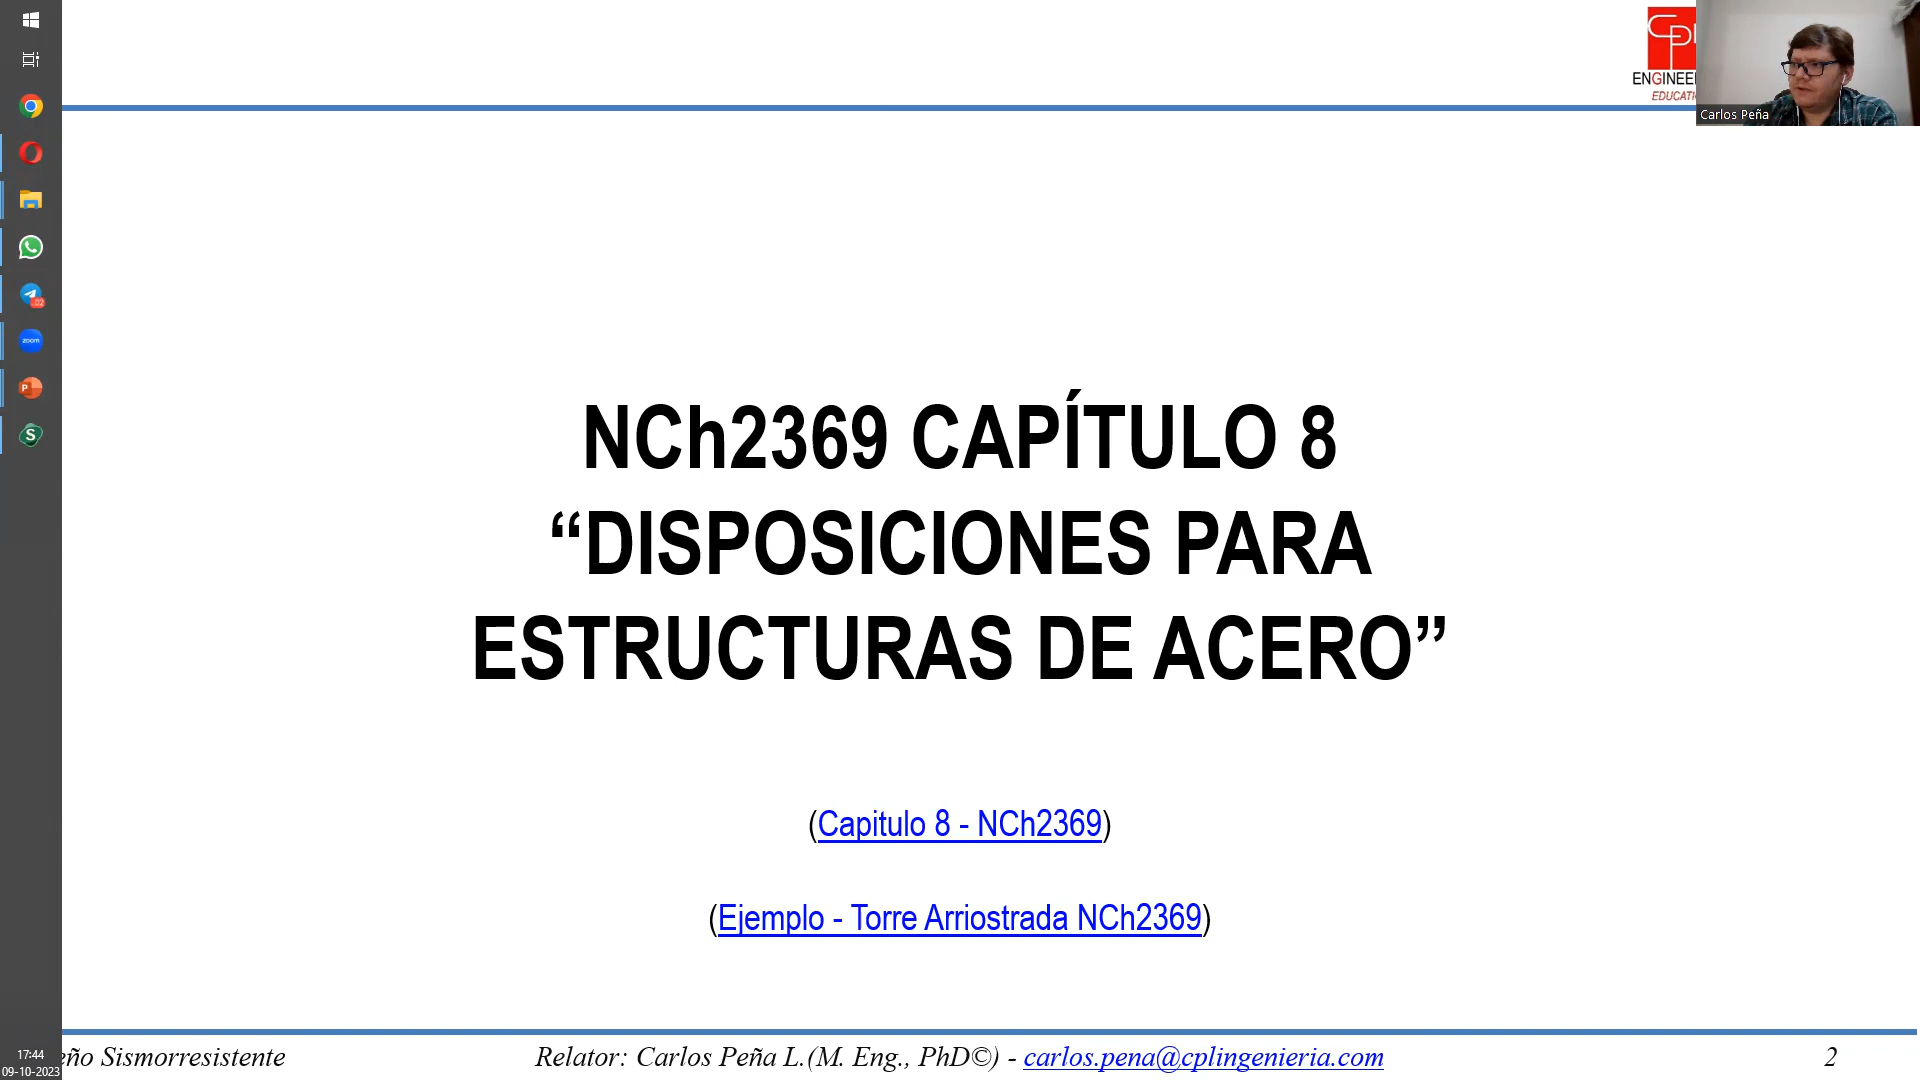 ENGINEE
EDUCATI
Carlos Peña
NCh2369 CAPÍTULO 8
“DISPOSICIONES PARA
ESTRUCTURAS DE ACERO”
(Capitulo 8 - NCh2369)
(Ejemplo - Torre Arriostrada NCh2369)
17:44
09-10-2023
eño Sismorresistente
Relator: Carlos Peña L.(M. Eng., PhD©) - carlos.pena@cplingenieria.com
2